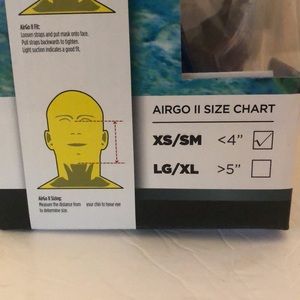 AirGo II Fit:
Loosen straps and put mask onto face.
Pull straps backwards to tighten.
Light suction indicates a good fit.
AIRGO II SIZE CHART
XS/SM <4"
LG/XL >5"
AirGo II Sizing:
Measure the distance from your chin to
to determine size.